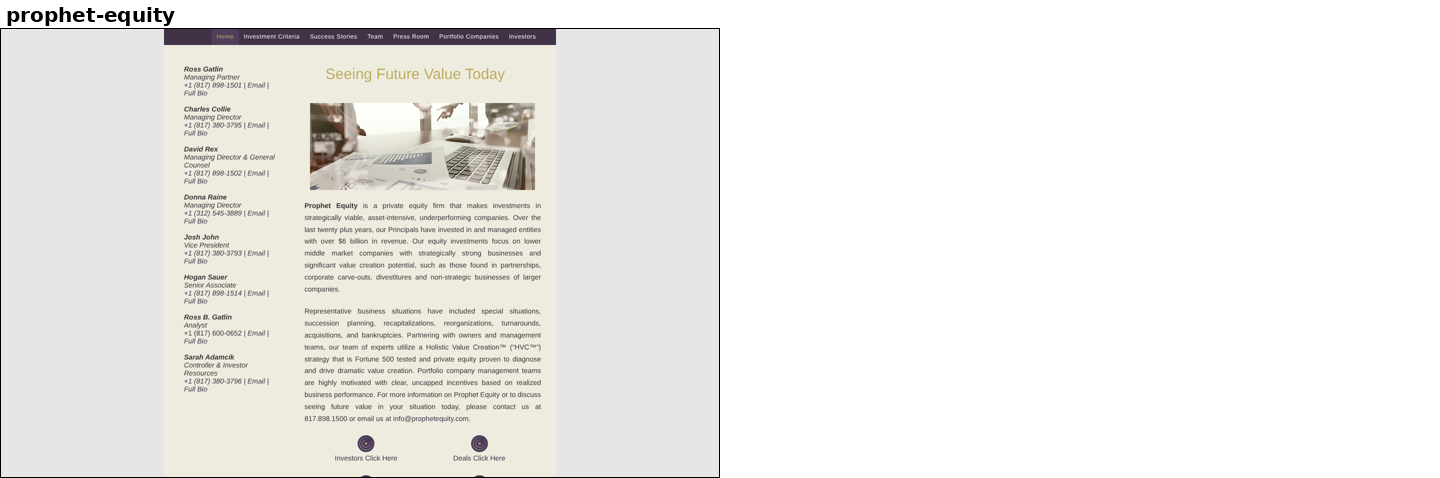 prophet-equity
Home Investment Criteria Success Stories Team Press Room Portfolio Companies Investors
Ross Gatlin
Managing Partner
+1 (817) 898-1501 | Email |
Full Bio
Charles Collie
Managing Director
+1 (817) 380-3795 | Email |
Full Bio
David Rex
Managing Director & General
Counsel
+1 (817) 898-1502 | Email |
Full Bio
Donna Raine
Managing Director
+1 (312) 545-3889 | Email |
Full Bio
Josh John
Vice President
+1 (817) 380-3793 | Email |
Full Bio
Hogan Sauer
Senior Associate
+1 (817) 898-1514 | Email |
Full Bio
Ross B. Gatlin
Analyst
+1 (817) 600-0652 | Email |
Full Bio
Sarah Adamcik
Controller & Investor
Resources
+1 (817) 380-3796 | Email |
Full Bio
Seeing Future Value Today
Prophet Equity is a private equity firm that makes investments in
strategically viable, asset-intensive, underperforming companies. Over the
last twenty plus years, our Principals have invested in and managed entities
with over $6 billion in revenue. Our equity investments focus on lower
middle market companies with strategically strong businesses and
significant value creation potential, such as those found in partnerships,
corporate carve-outs, divestitures and non-strategic businesses of larger
companies.
Representative business situations have included special situations,
succession planning, recapitalizations, reorganizations, turnarounds,
acquisitions, and bankruptcies. Partnering with owners and management
teams, our team of experts utilize a Holistic Value Creation™ ("HVC™")
strategy that is Fortune 500 tested and private equity proven to diagnose
and drive dramatic value creation. Portfolio company management teams
are highly motivated with clear, uncapped incentives based on realized
business performance. For more information on Prophet Equity or to discuss
seeing future value in your situation today, please contact us at
817.898.1500 or email us at info@prophetequity.com.
Investors Click Here Deals Click Here